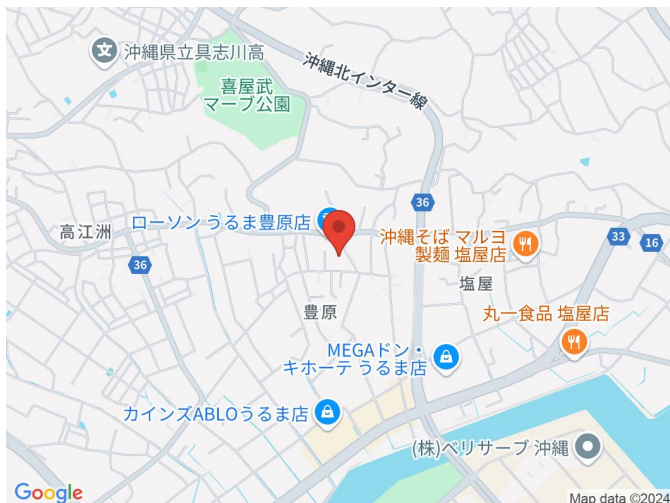 沖縄県立具志川高
沖縄北インター線
喜屋武
マーブ公園
36
ローソン うるま豊原店
高江洲
沖縄そば マルヨ
製麺 塩屋店
33
16
36
塩屋
豊原
丸一食品 塩屋店
MEGAドン・
キホーテ うるま店
カインズABLOうるま店
(株)ベリサーブ 沖縄
Google
Map data ©2024